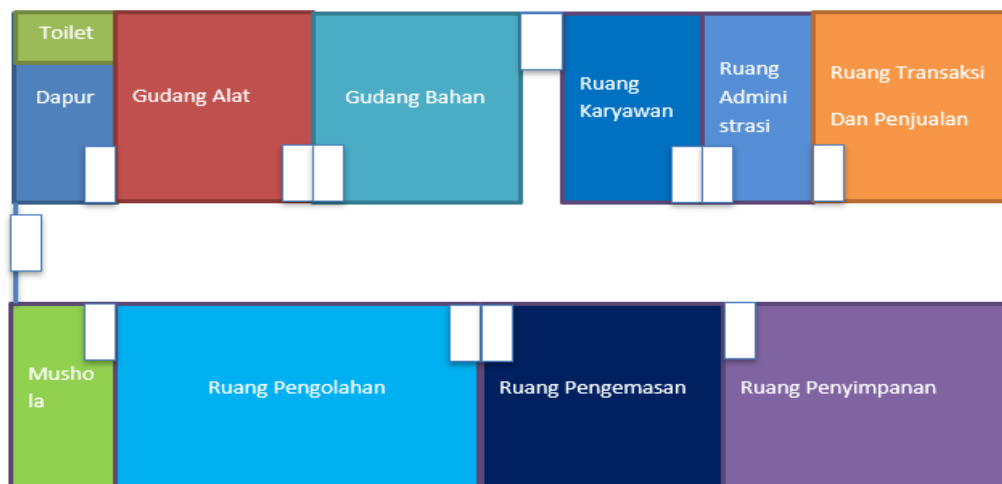 Toilet
Dapur
Gudang Alat
Gudang Bahan
Ruang
Karyawan
Ruang
Admini
strasi
Ruang Transaksi
Dan Penjualan
Musho
la
Ruang Pengolahan
Ruang Pengemasan
Ruang Penyimpanan